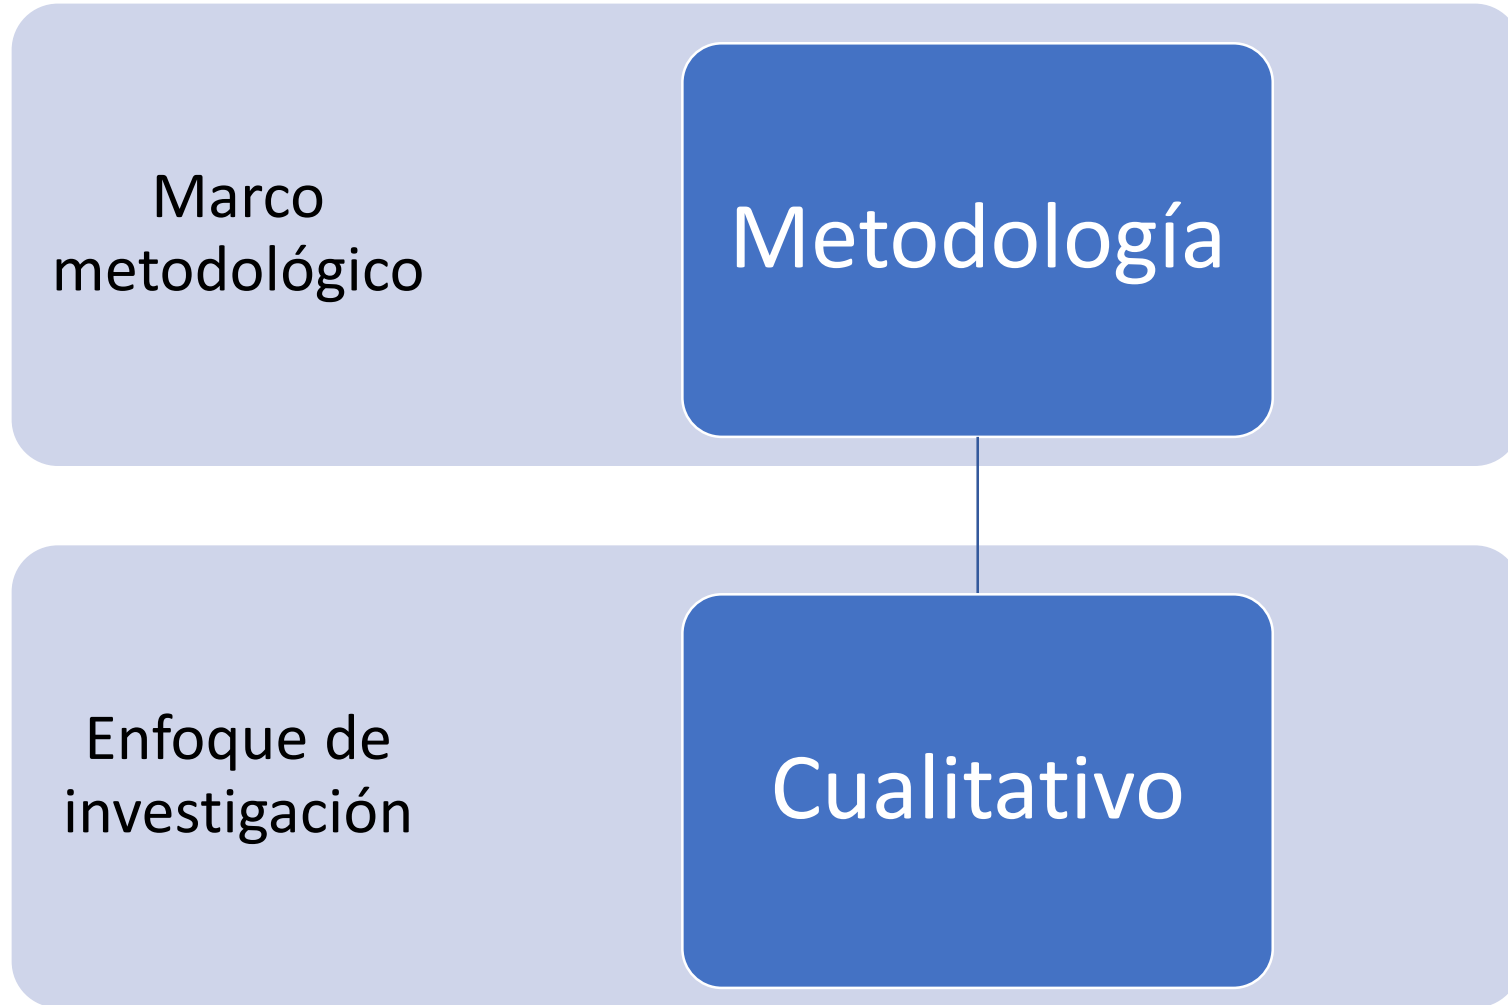 Marco
metodológico
Metodología
Enfoque de
investigación
Cualitativo